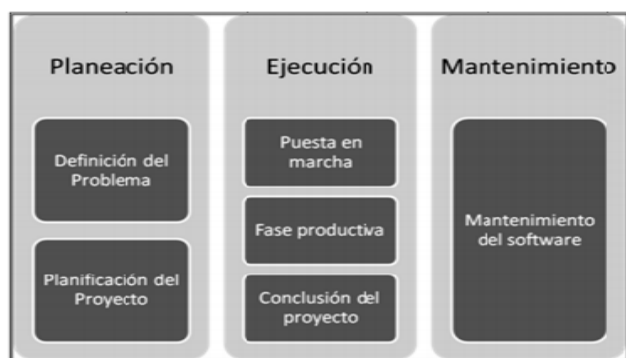 Planeación
Definición del
Problema
Planificación del
Proyecto
Ejecución
Puesta en
marcha
Fase productiva
Conclusión del
proyecto
Mantenimiento
Mantenimiento
del software